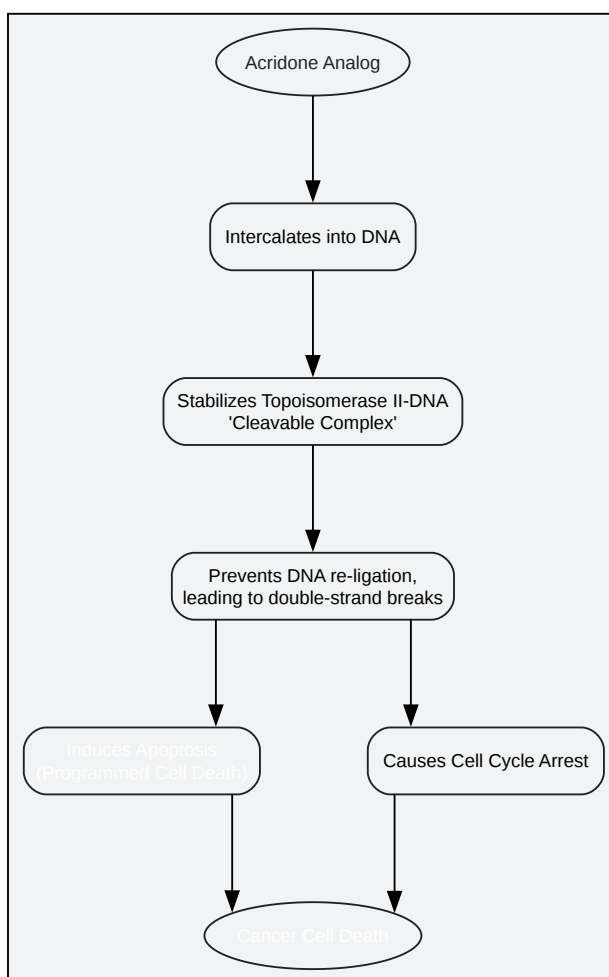 Acridone Analog
Intercalates into DNA
Stabilizes Topoisomerase II-DNA
'Cleavable Complex'
Prevents DNA re-ligation,
leading to double-strand breaks
Induces Apoptosis
(Programmed Cell Death)
Causes Cell Cycle Arrest
Cancer Cell Death